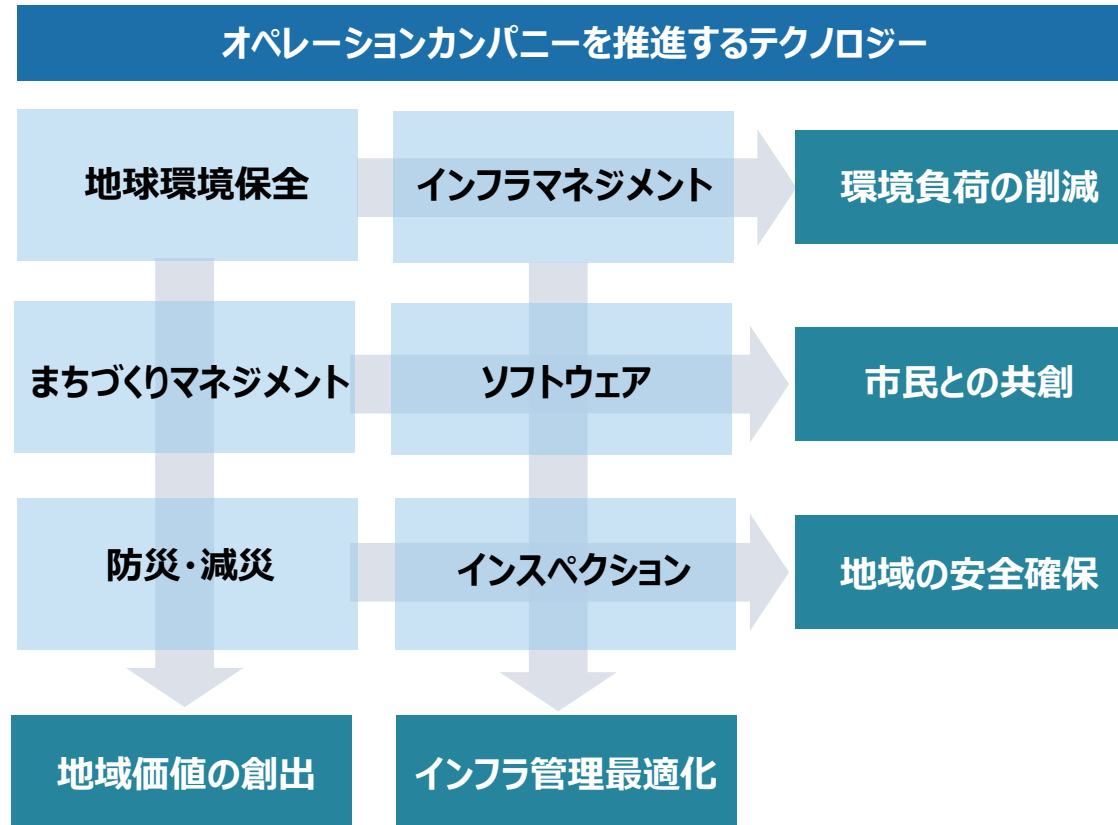 オペレーションカンパニーを推進するテクノロジー
地球環境保全
インフラマネジメント
環境負荷の削減
まちづくりマネジメント
ソフトウェア
市民との共創
防災・減災
インスペクション
地域の安全確保
地域価値の創出
インフラ管理最適化